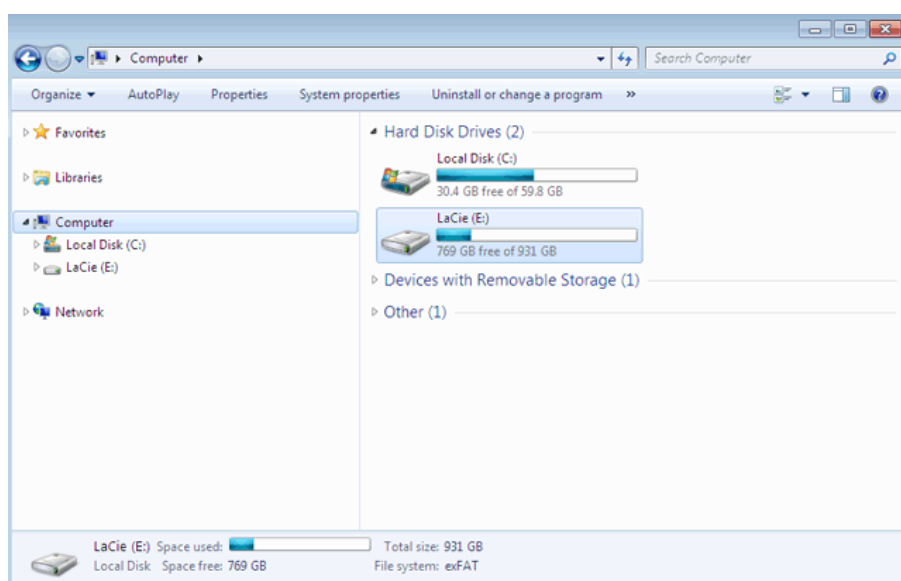 Computer
Search Computer
Organize AutoPlay Properties System properties Uninstall or change a program »
Favorites
Libraries
Computer
Local Disk (C:)
LaCie (E:)
Network
Hard Disk Drives (2)
Local Disk (C:)
30.4 GB free of 59.8 GB
LaCie (E:)
769 GB free of 931 GB
Devices with Removable Storage (1)
Other (1)
LaCie (E:) Space used: Total size: 931 GB
Local Disk Space free: 769 GB File system: exFAT